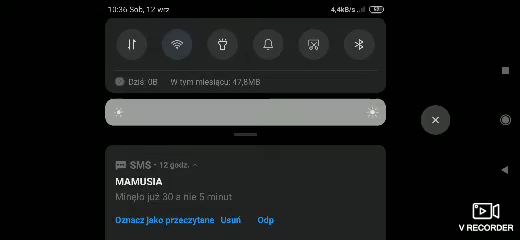 10:36 Sob, 12 wrz
4,4kB/s
Dziś: 0B W tym miesiącu: 47,8MB
SMS • 12 godz.
MAMUSIA
Minęło już 30 a nie 5 minut
Oznacz jako przeczytane Usuń Odp
V RECORDER